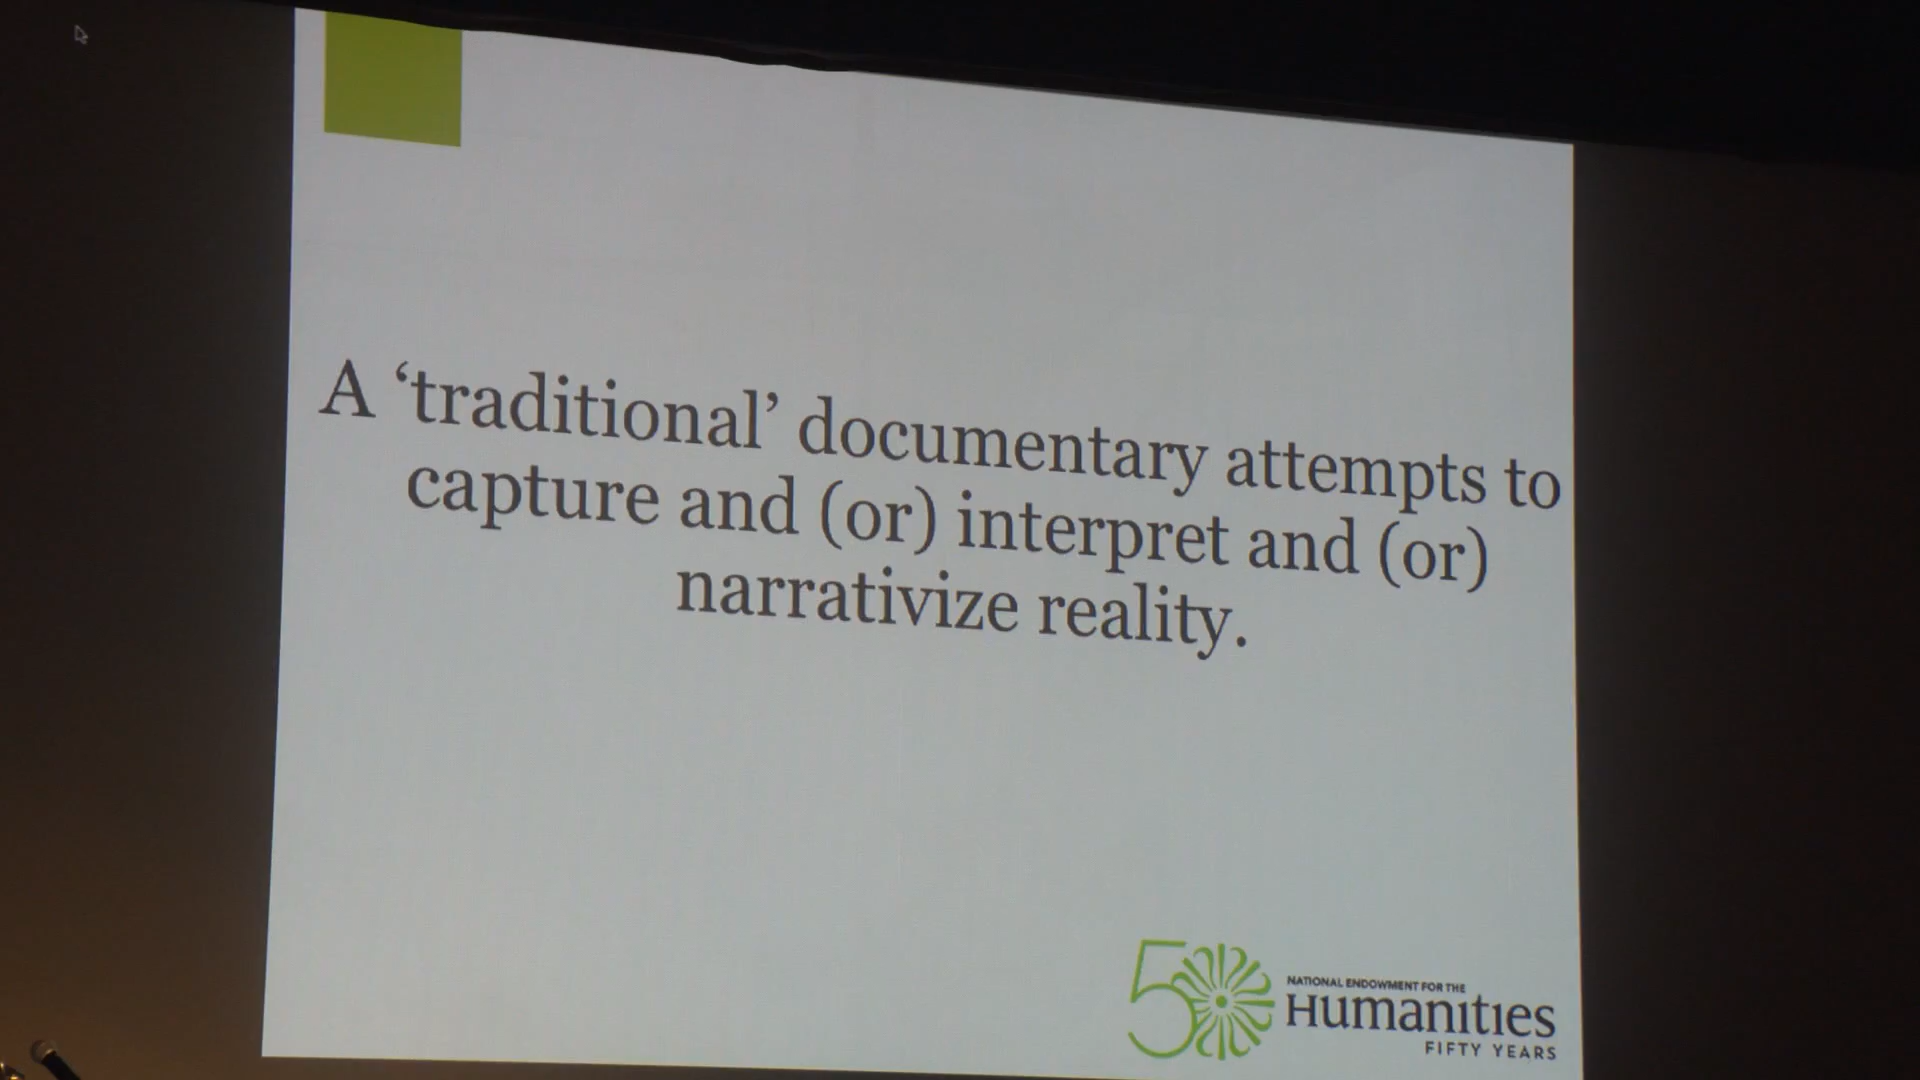 A ‘traditional’ documentary attempts to
capture and (or) interpret and (or)
narrativize reality.
50
NATIONAL ENDOWMENT FOR THE
Humanities
FIFTY YEARS